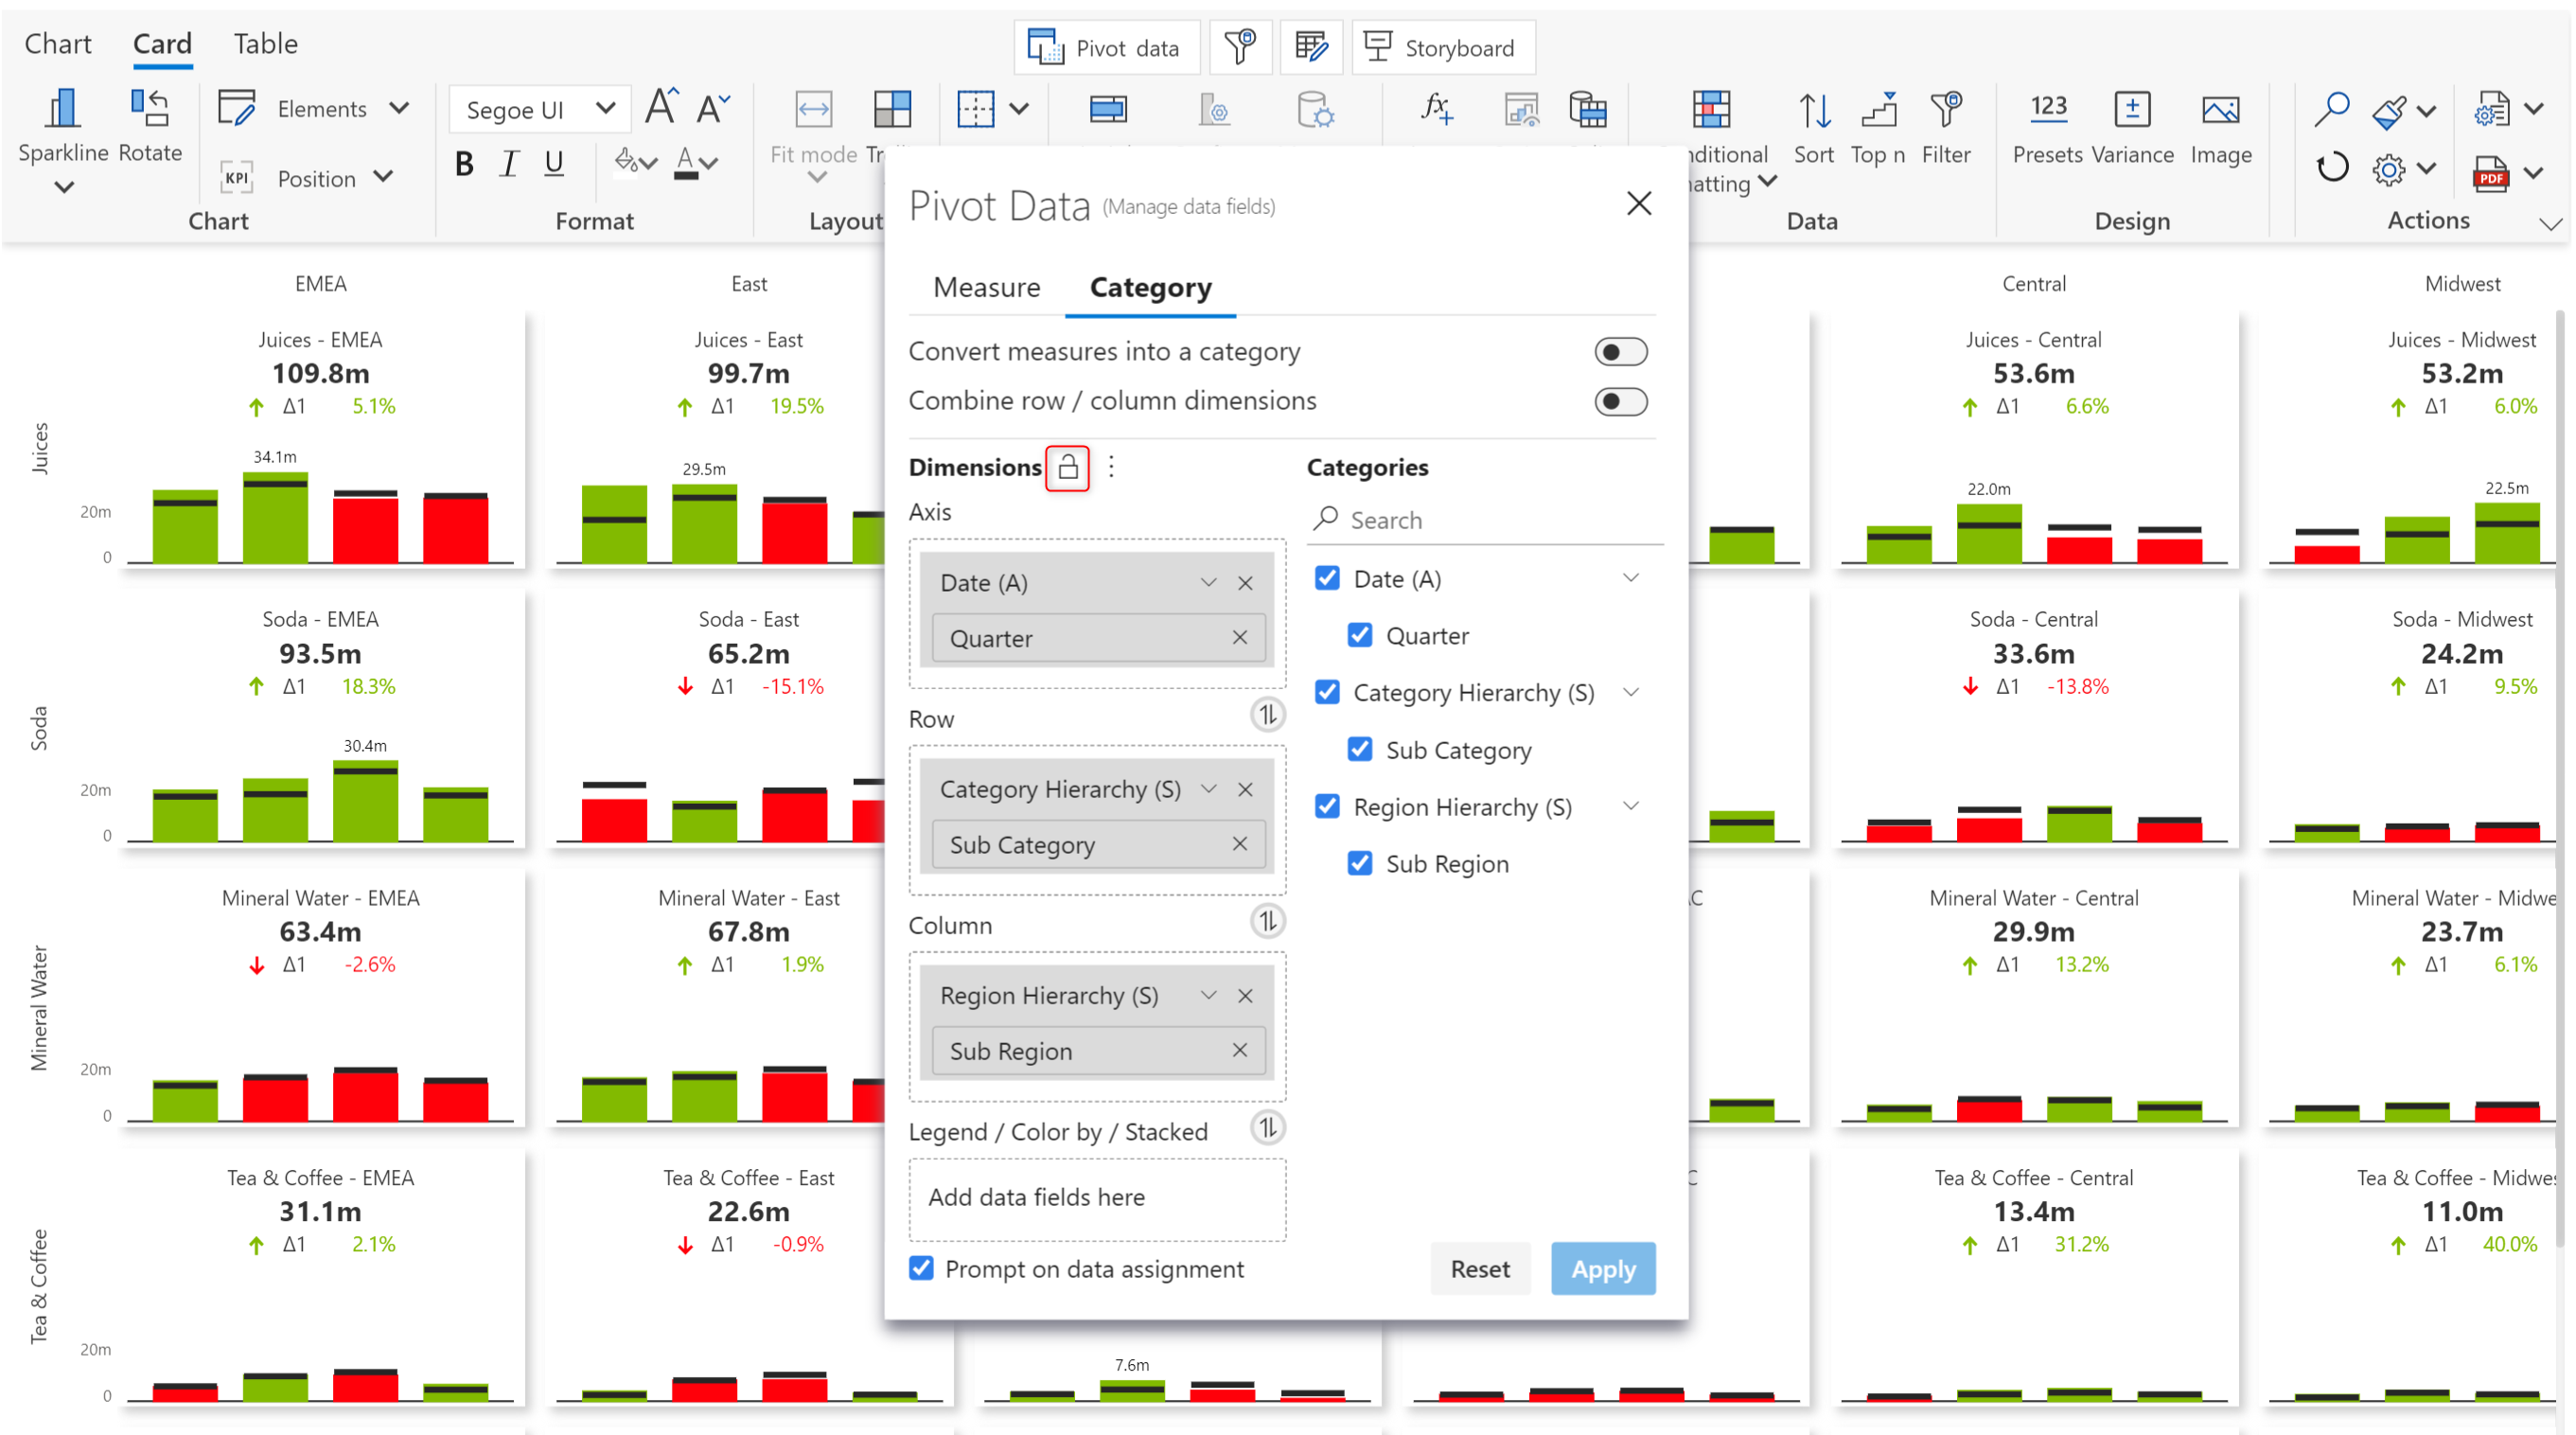 Chart Card Table
Pivot data Storyboard
Sparkline Rotate Elements
KPI Position
Chart
Segoe UI A A
B I U A
Format
Fit mode
Layout
fx
Sort Top n Filter
Data
123
Presets Variance Image
Design
PDF
Actions
Pivot Data (Manage data fields)
Measure Category
Convert measures into a category
Combine row / column dimensions
Dimensions
Axis
Date (A)
Quarter
Row
Category Hierarchy (S)
Sub Category
Column
Region Hierarchy (S)
Sub Region
Legend / Color by / Stacked
Add data fields here
Prompt on data assignment
Categories
Search
Date (A)
Quarter
Category Hierarchy (S)
Sub Category
Region Hierarchy (S)
Sub Region
Reset Apply
EMEA East Central Midwest
Juices
Juices - EMEA
109.8m
Δ1 5.1%
34.1m
20m
0
Juices - East
99.7m
Δ1 19.5%
29.5m
Juices - Central
53.6m
Δ1 6.6%
22.0m
Juices - Midwest
53.2m
Δ1 6.0%
22.5m
Soda
Soda - EMEA
93.5m
Δ1 18.3%
30.4m
20m
0
Soda - East
65.2m
Δ1 -15.1%
Soda - Central
33.6m
Δ1 -13.8%
Soda - Midwest
24.2m
Δ1 9.5%
Mineral Water
Mineral Water - EMEA
63.4m
Δ1 -2.6%
20m
0
Mineral Water - East
67.8m
Δ1 1.9%
Mineral Water - Central
29.9m
Δ1 13.2%
Mineral Water - Midwe
23.7m
Δ1 6.1%
Tea & Coffee
Tea & Coffee - EMEA
31.1m
Δ1 2.1%
20m
0
Tea & Coffee - East
22.6m
Δ1 -0.9%
7.6m
Tea & Coffee - Central
13.4m
Δ1 31.2%
Tea & Coffee - Midwes
11.0m
Δ1 40.0%